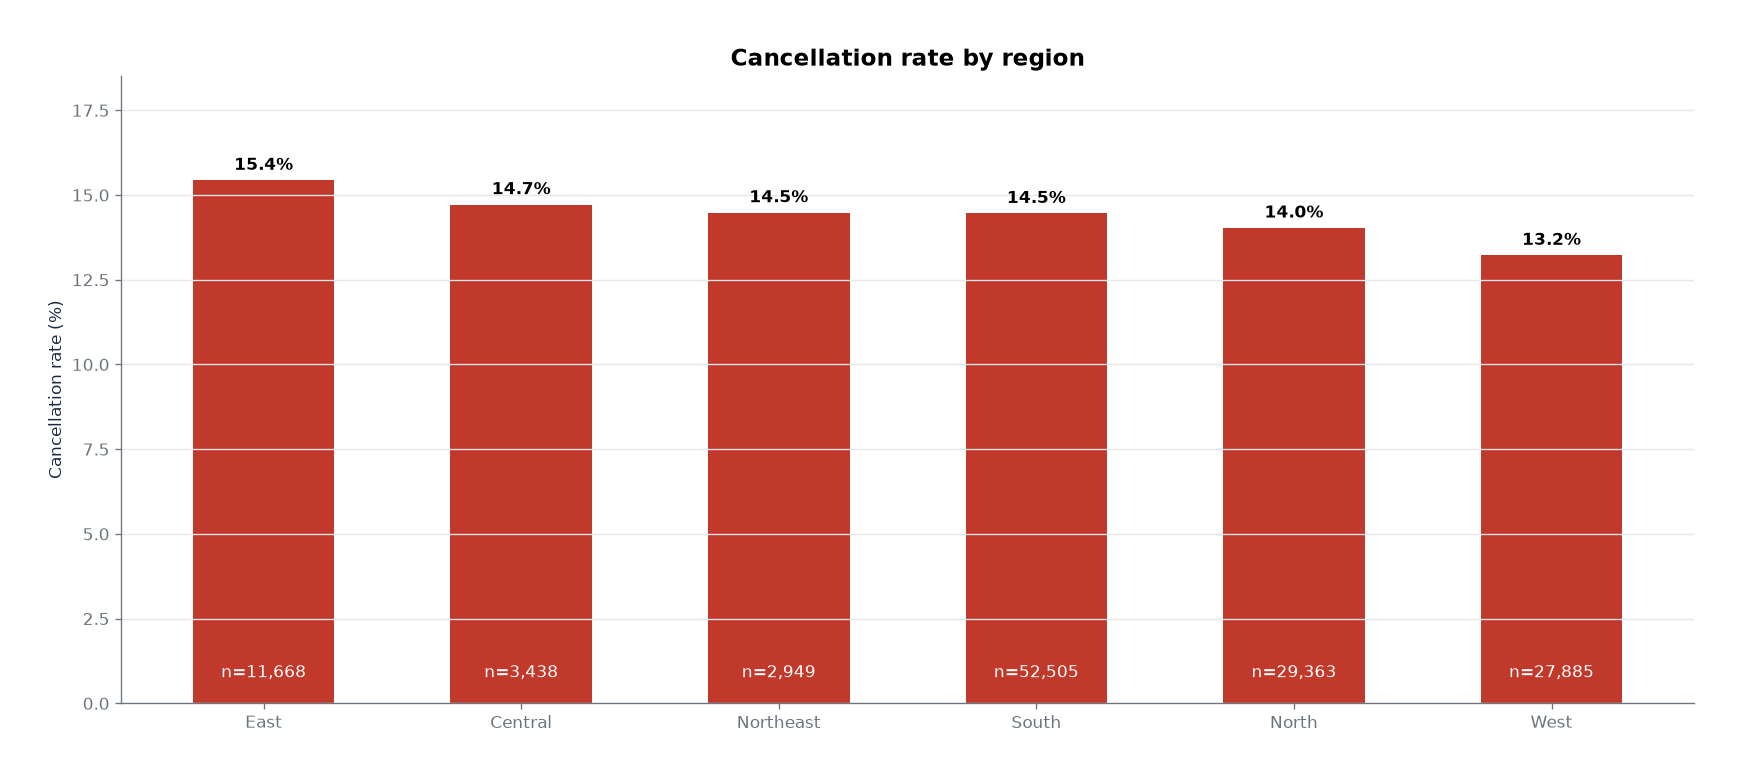 Cancellation rate by region
Cancellation rate (%)
17.5
15.0
12.5
10.0
7.5
5.0
2.5
0.0
15.4%
14.7%
14.5%
14.5%
14.0%
13.2%
n=11,668
n=3,438
n=2,949
n=52,505
n=29,363
n=27,885
East
Central
Northeast
South
North
West